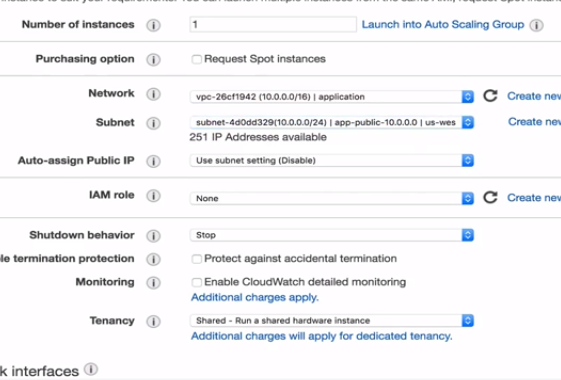 Number of instances 1 Launch into Auto Scaling Group
Purchasing option Request Spot instances
Network vpc-26cf1942 (10.0.0.0/16) | application Create new
Subnet subnet-4d0dd329(10.0.0.0/24) | app-public-10.0.0.0 | us-wes Create new
251 IP Addresses available
Auto-assign Public IP Use subnet setting (Disable)
IAM role None Create new
Shutdown behavior Stop
le termination protection Protect against accidental termination
Monitoring Enable CloudWatch detailed monitoring
Additional charges apply.
Tenancy Shared - Run a shared hardware instance
Additional charges will apply for dedicated tenancy.
k interfaces